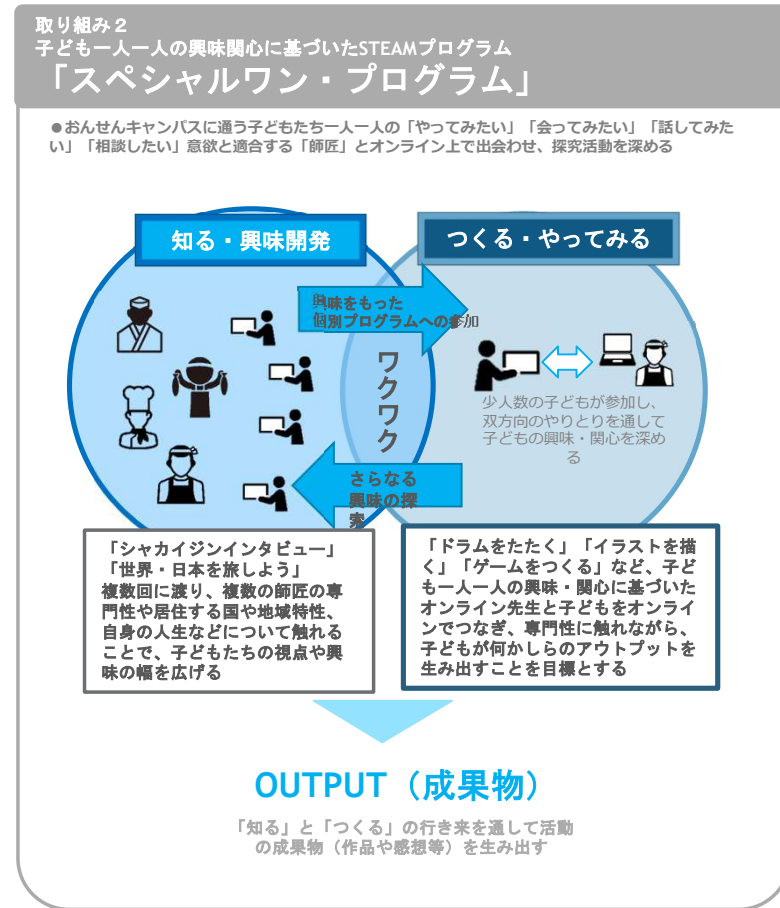 取り組み２
子ども一人一人の興味関心に基づいたSTEAMプログラム
「スペシャルワン・プログラム」
●おんせんキャンパスに通う子どもたち一人一人の「やってみたい」「会ってみたい」「話してみた
い」「相談したい」意欲と適合する「師匠」とオンライン上で出会わせ、探究活動を深める
知る・興味開発
つくる・やってみる
興味をもった
個別プログラムへの参加
ワクワク
少人数の子どもが参加し、
双方向のやりとりを通して
子どもの興味・関心を深め
る
さらなる
興味の探
索
「シャカイジンインタビュー」
「世界・日本を旅しよう」
複数回に渡り、複数の師匠の専
門性や居住する国や地域特性、
自身の人生などについて触れる
ことで、子どもたちの視点や興
味の幅を広げる
「ドラムをたたく」「イラストを描
く」「ゲームをつくる」など、子ど
も一人一人の興味・関心に基づいた
オンライン先生と子どもをオンライ
ンでつなぎ、専門性に触れながら、
子どもが何かしらのアウトプットを
生み出すことを目標とする
OUTPUT（成果物）
「知る」と「つくる」の行き来を通して活動
の成果物（作品や感想等）を生み出す